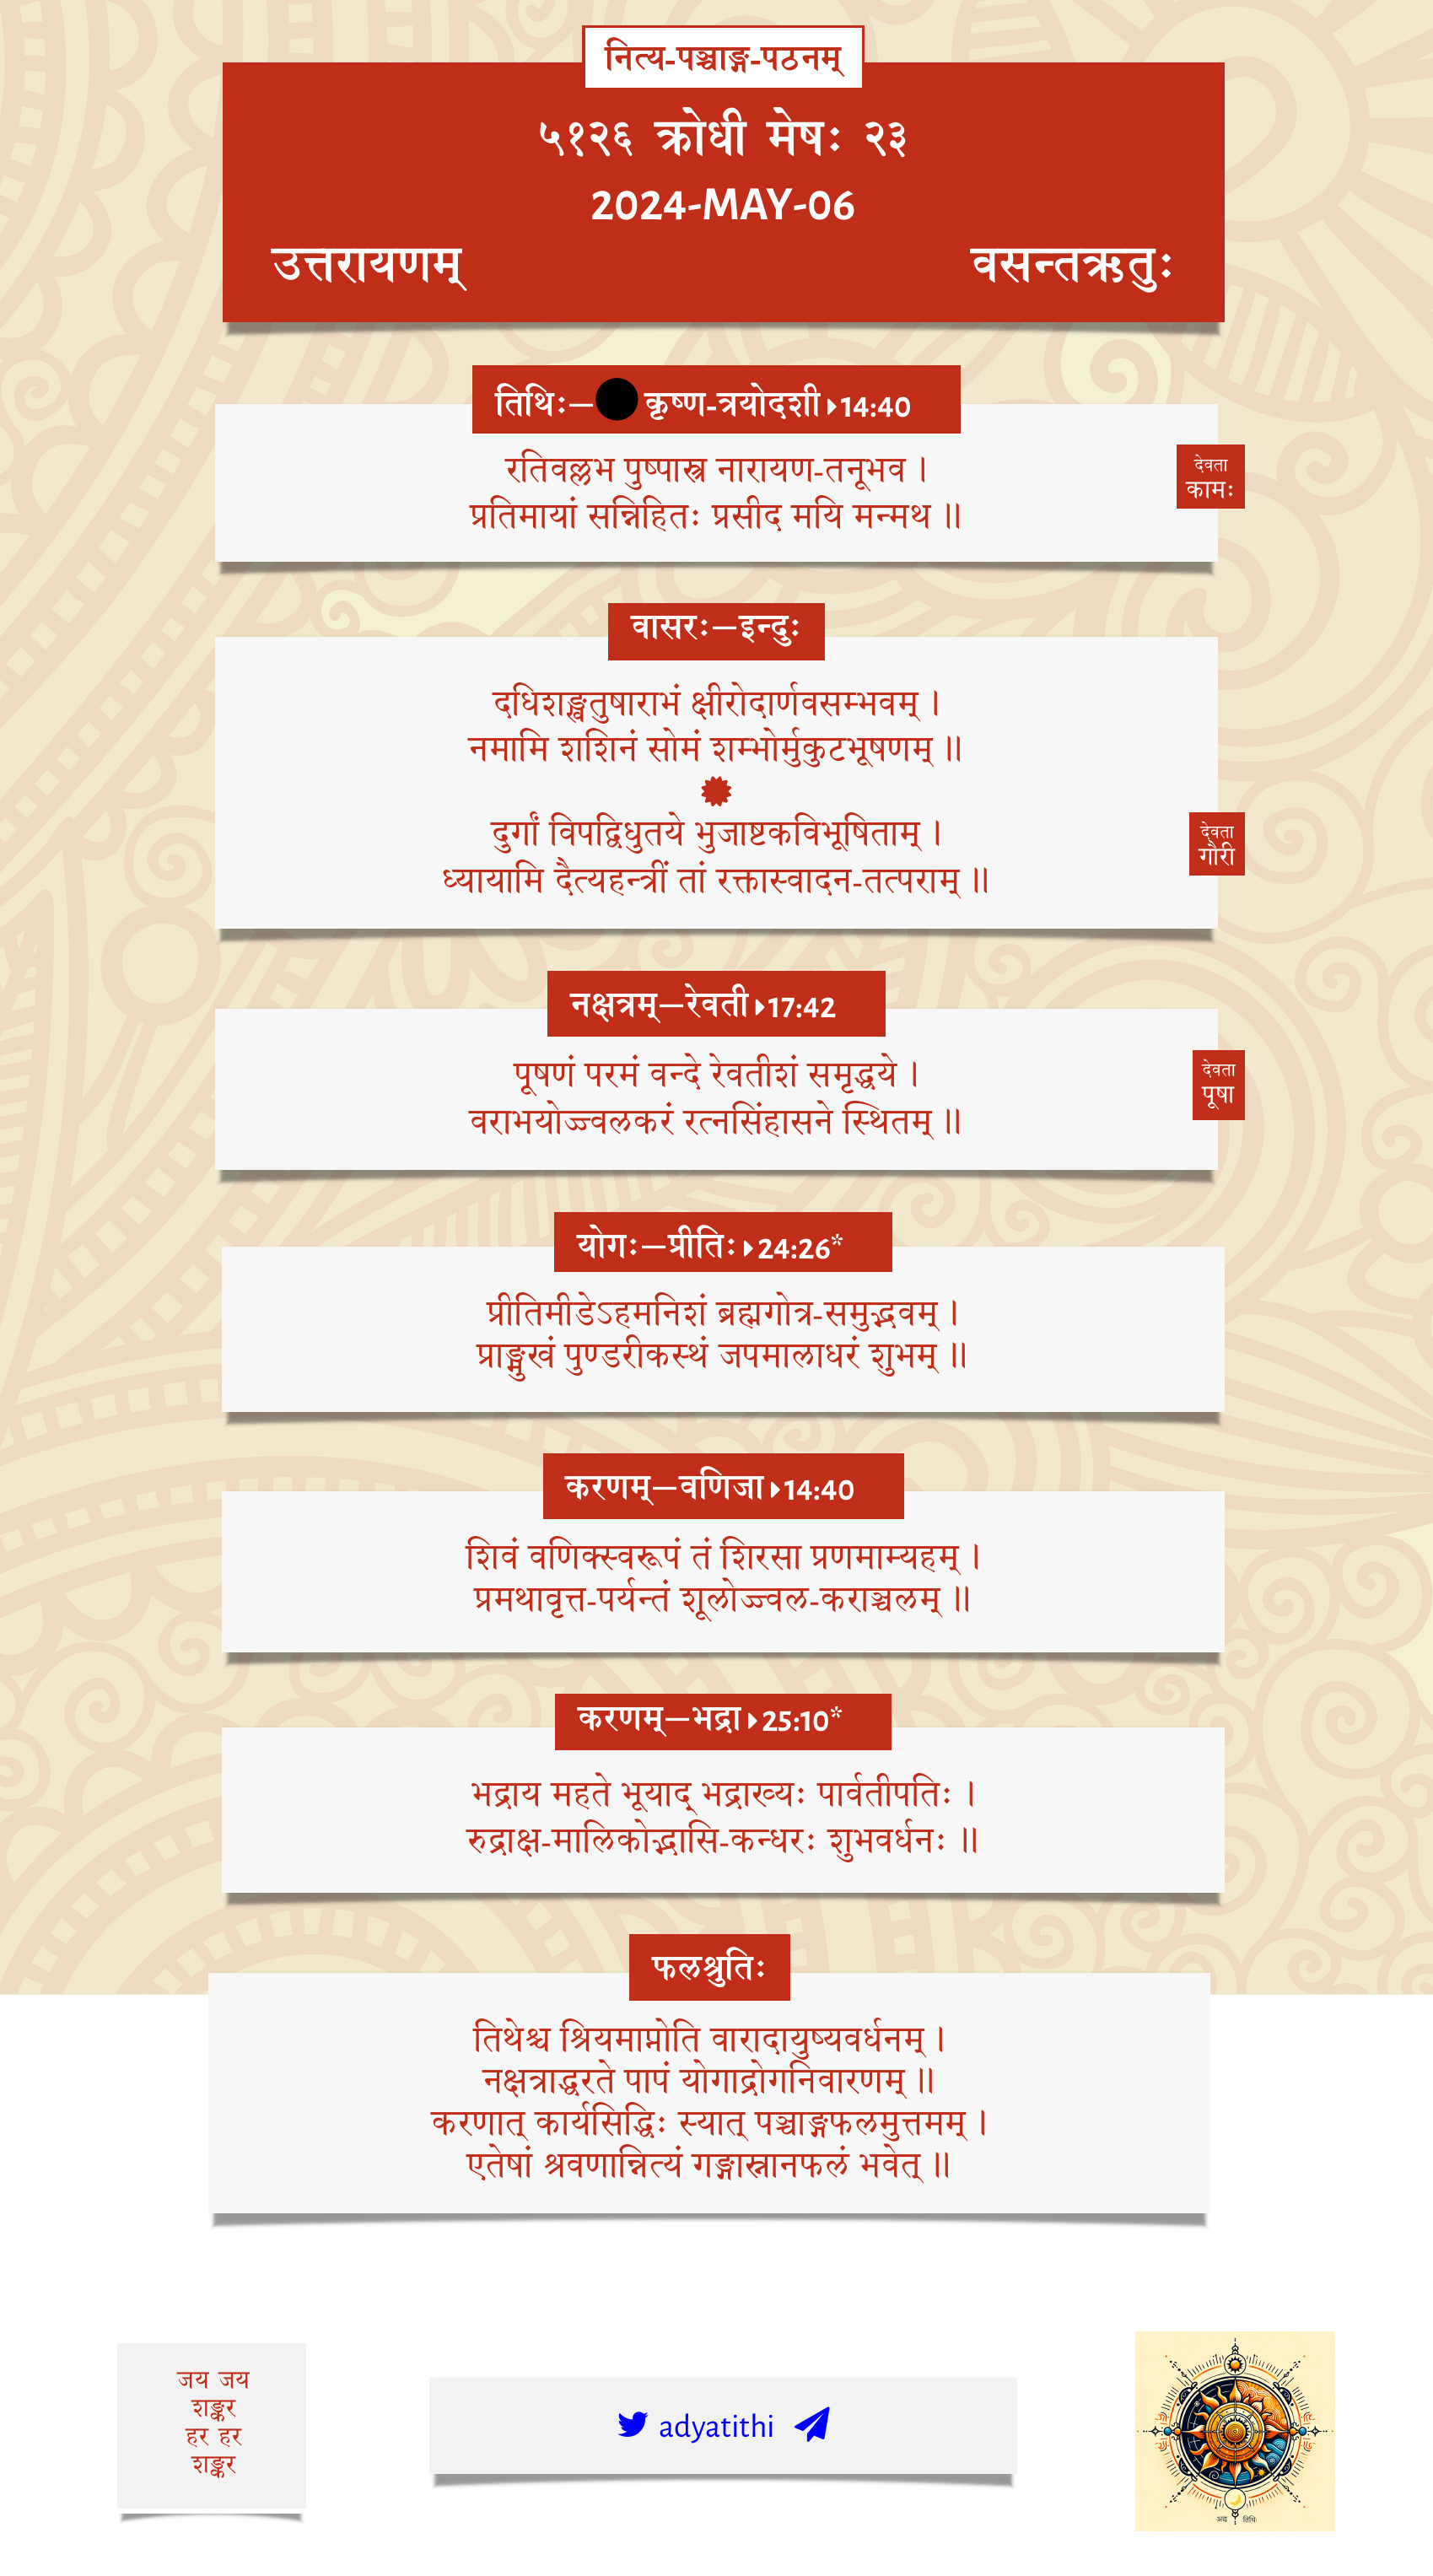 नित्य-पञ्चाङ्ग-पठनम्
५१२६ क्रोधी मेषः २३
2024-MAY-06
उत्तरायणम् वसन्तऋतुः
तिथिः—कृष्ण-त्रयोदशी 14:40
रतिवल्लभ पुष्पास्त्र नारायण-तनूभव ।
प्रतिमायां सन्निहितः प्रसीद मयि मन्मथ ॥
देवता
कामः
वासरः—इन्दुः
दधिशङ्खतुषाराभं क्षीरोदार्णवसम्भवम् ।
नमामि शशिनं सोमं शम्भोर्मुकुटभूषणम् ॥
दुर्गां विपद्विधुतये भुजाष्टकविभूषिताम् ।
ध्यायामि दैत्यहन्त्रीं तां रक्तास्वादन-तत्पराम् ॥
देवता
गौरी
नक्षत्रम्—रेवती 17:42
पूषणं परमं वन्दे रेवतीशं समृद्धये ।
वराभयोज्ज्वलकरं रत्नसिंहासने स्थितम् ॥
देवता
पूषा
योगः—प्रीतिः 24:26*
प्रीतिमीडेऽहमनिशं ब्रह्मगोत्र-समुद्भवम् ।
प्राङ्मुखं पुण्डरीकस्थं जपमालाधरं शुभम् ॥
करणम्—वणिजा 14:40
शिवं वणिक्स्वरूपं तं शिरसा प्रणमाम्यहम् ।
प्रमथावृत्त-पर्यन्तं शूलोज्ज्वल-कराञ्चलम् ॥
करणम्—भद्रा 25:10*
भद्राय महते भूयाद् भद्राख्यः पार्वतीपतिः ।
रुद्राक्ष-मालिकोद्भासि-कन्धरः शुभवर्धनः ॥
फलश्रुतिः
तिथेश्च श्रियमाप्नोति वारादायुष्यवर्धनम् ।
नक्षत्राद्धरते पापं योगाद्रोगनिवारणम् ॥
करणात् कार्यसिद्धिः स्यात् पञ्चाङ्गफलमुत्तमम् ।
एतेषां श्रवणान्नित्यं गङ्गास्नानफलं भवेत् ॥
जय जय
शङ्कर
हर हर
शङ्कर
adyatithi
अद्य तिथिः